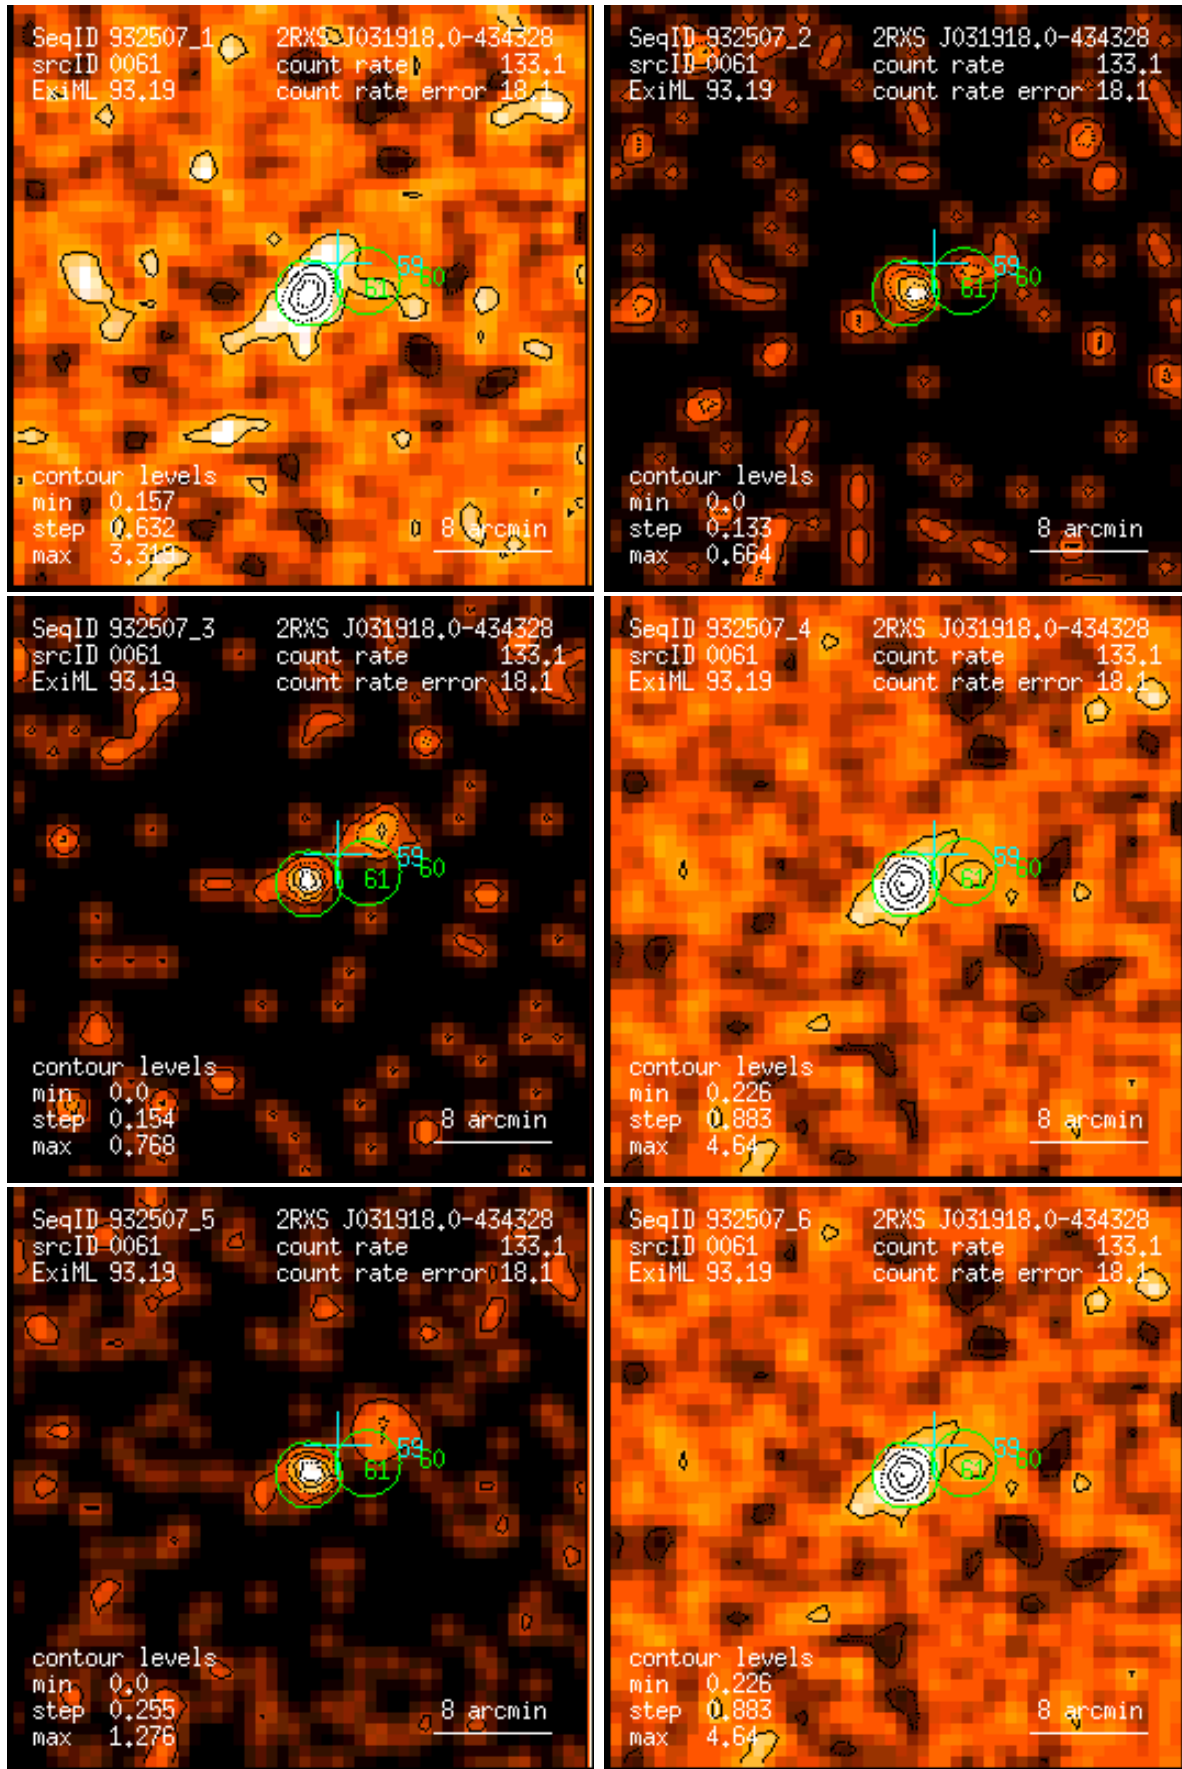 SeqID 932507_1 2RXS J031918.0-434328
srcID 0061 count rate 133.1
ExiML 93.19 count rate error 18.1
59
60
61
contour levels
min 0.157
step 0.632
max 3.319
8 arcmin
SeqID 932507_2 2RXS J031918.0-434328
srcID 0061 count rate 133.1
ExiML 93.19 count rate error 18.1
59
60
61
contour levels
min 0.0
step 0.133
max 0.664
8 arcmin
SeqID 932507_3 2RXS J031918.0-434328
srcID 0061 count rate 133.1
ExiML 93.19 count rate error 18.1
59
60
61
contour levels
min 0.0
step 0.154
max 0.768
8 arcmin
SeqID 932507_4 2RXS J031918.0-434328
srcID 0061 count rate 133.1
ExiML 93.19 count rate error 18.1
59
60
61
contour levels
min 0.226
step 0.883
max 4.64
8 arcmin
SeqID 932507_5 2RXS J031918.0-434328
srcID 0061 count rate 133.1
ExiML 93.19 count rate error 18.1
59
60
61
contour levels
min 0.0
step 0.255
max 1.276
8 arcmin
SeqID 932507_6 2RXS J031918.0-434328
srcID 0061 count rate 133.1
ExiML 93.19 count rate error 18.1
59
60
61
contour levels
min 0.226
step 0.883
max 4.64
8 arcmin